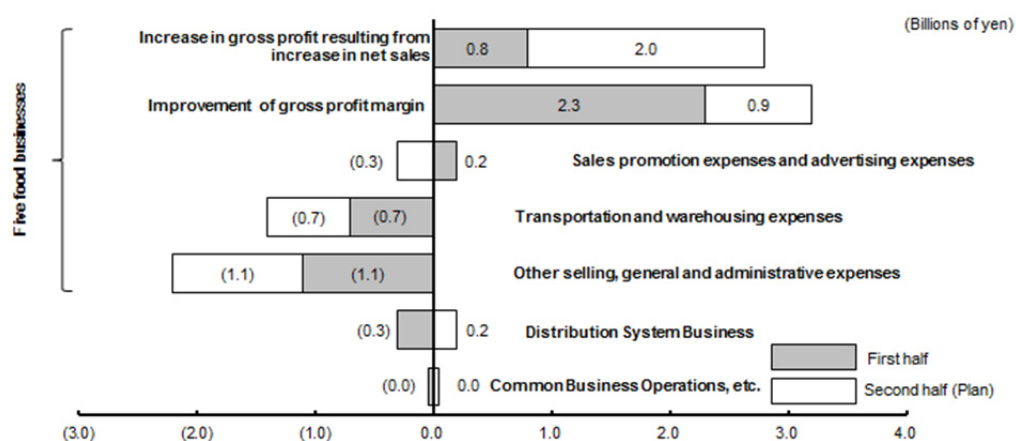 (Billions of yen)
Increase in gross profit resulting from
increase in net sales
0.8
2.0
Improvement of gross profit margin
2.3
0.9
(0.3)
0.2
Sales promotion expenses and advertising expenses
Five food businesses
(0.7)
(0.7)
Transportation and warehousing expenses
(1.1)
(1.1)
Other selling, general and administrative expenses
(0.3)
0.2
Distribution System Business
First half
(0.0)
0.0
Common Business Operations, etc.
Second half (Plan)
(3.0)
(2.0)
(1.0)
0.0
1.0
2.0
3.0
4.0